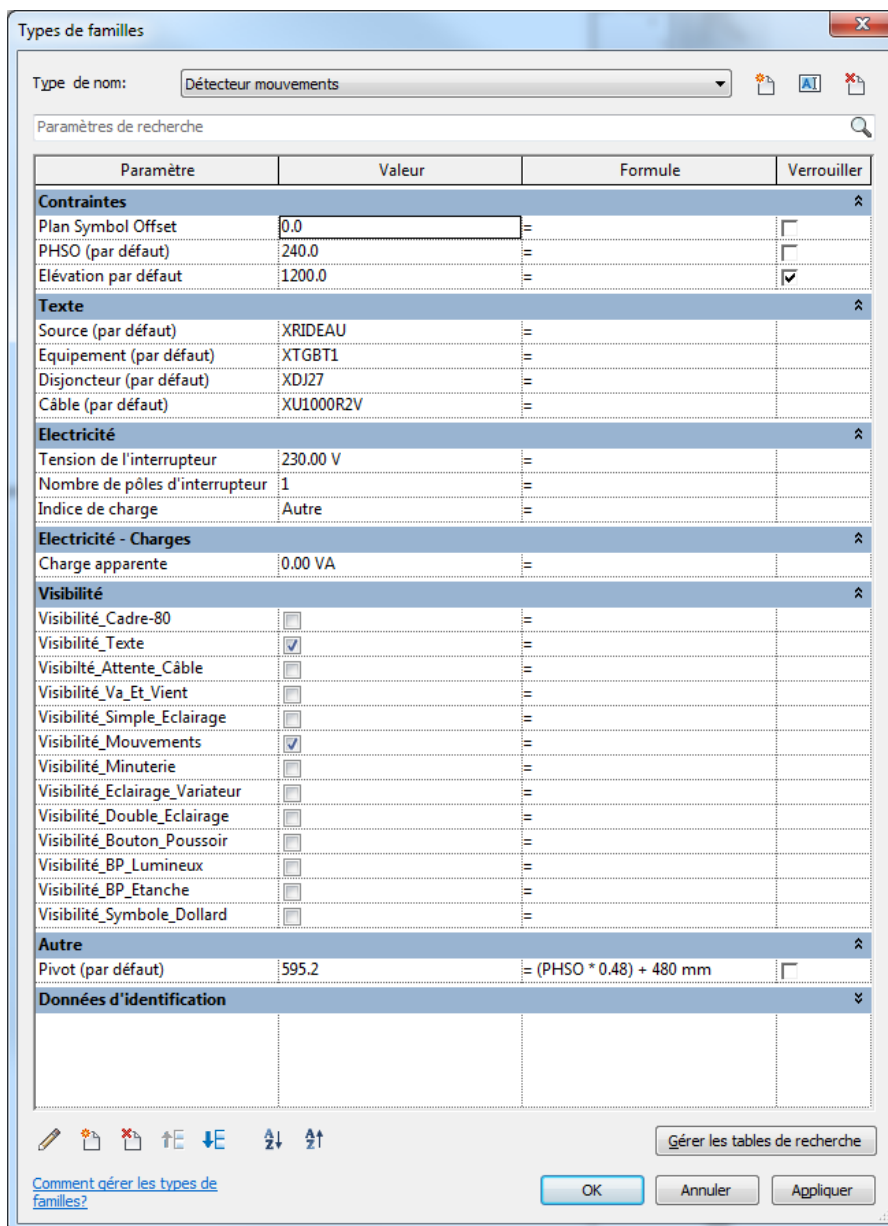 Types de familles
Type de nom: Détecteur mouvements
Paramètres de recherche
Paramètre Valeur Formule Verrouiller
Contraintes
Plan Symbol Offset 0.0 =
PHSO (par défaut) 240.0 =
Elévation par défaut 1200.0 =
Texte
Source (par défaut) XRIDEAU =
Equipement (par défaut) XTGBT1 =
Disjoncteur (par défaut) XDJ27 =
Câble (par défaut) XU1000R2V =
Electricité
Tension de l'interrupteur 230.00 V =
Nombre de pôles d'interrupteur 1 =
Indice de charge Autre =
Electricité - Charges
Charge apparente 0.00 VA =
Visibilité
Visibilité_Cadre-80 =
Visibilité_Texte =
Visibilté_Attente_Câble =
Visibilité_Va_Et_Vient =
Visibilité_Simple_Eclairage =
Visibilité_Mouvements =
Visibilité_Minuterie =
Visibilité_Eclairage_Variateur =
Visibilité_Double_Eclairage =
Visibilité_Bouton_Poussoir =
Visibilité_BP_Lumineux =
Visibilité_BP_Etanche =
Visibilité_Symbole_Dollard =
Autre
Pivot (par défaut) 595.2 = (PHSO * 0.48) + 480 mm
Données d'identification
Gérer les tables de recherche
Comment gérer les types de
familles?
OK Annuler Appliquer